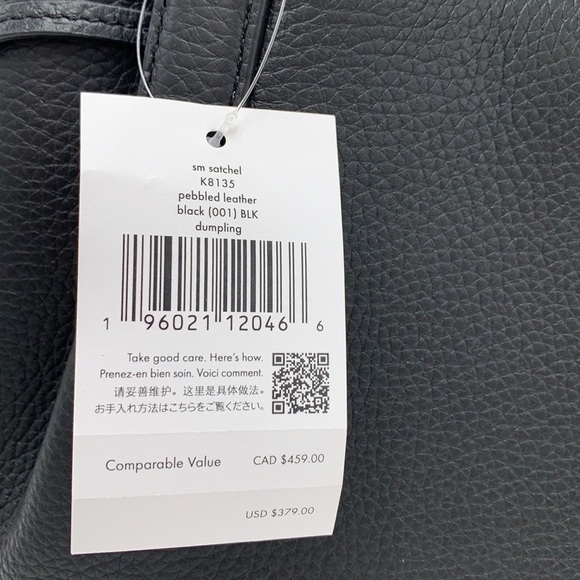 sm satchel
K8135
pebbled leather
black (001) BLK
dumpling
1 96021 12046 6
Take good care. Here's how.
Prenez-en bien soin. Voici comment.
请妥善维护。这里是具体做法。
お手入れ方法はこちらをご覧ください。
Comparable Value CAD $459.00
USD $379.00